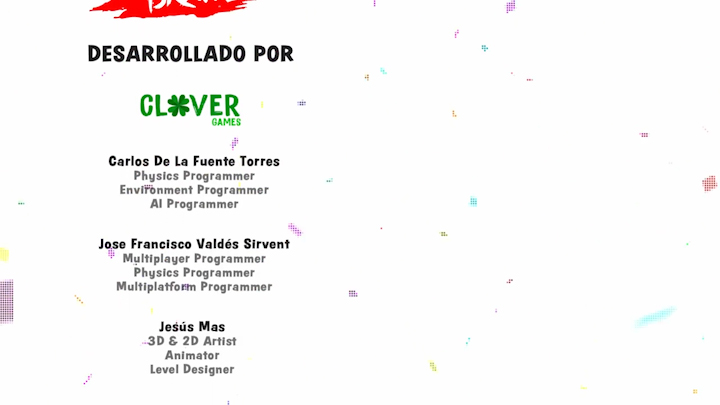 DESARROLLADO POR
CLOVER
GAMES
Carlos De La Fuente Torres
Physics Programmer
Environment Programmer
AI Programmer
Jose Francisco Valdés Sirvent
Multiplayer Programmer
Physics Programmer
Multiplatform Programmer
Jesús Mas
3D & 2D Artist
Animator
Level Designer